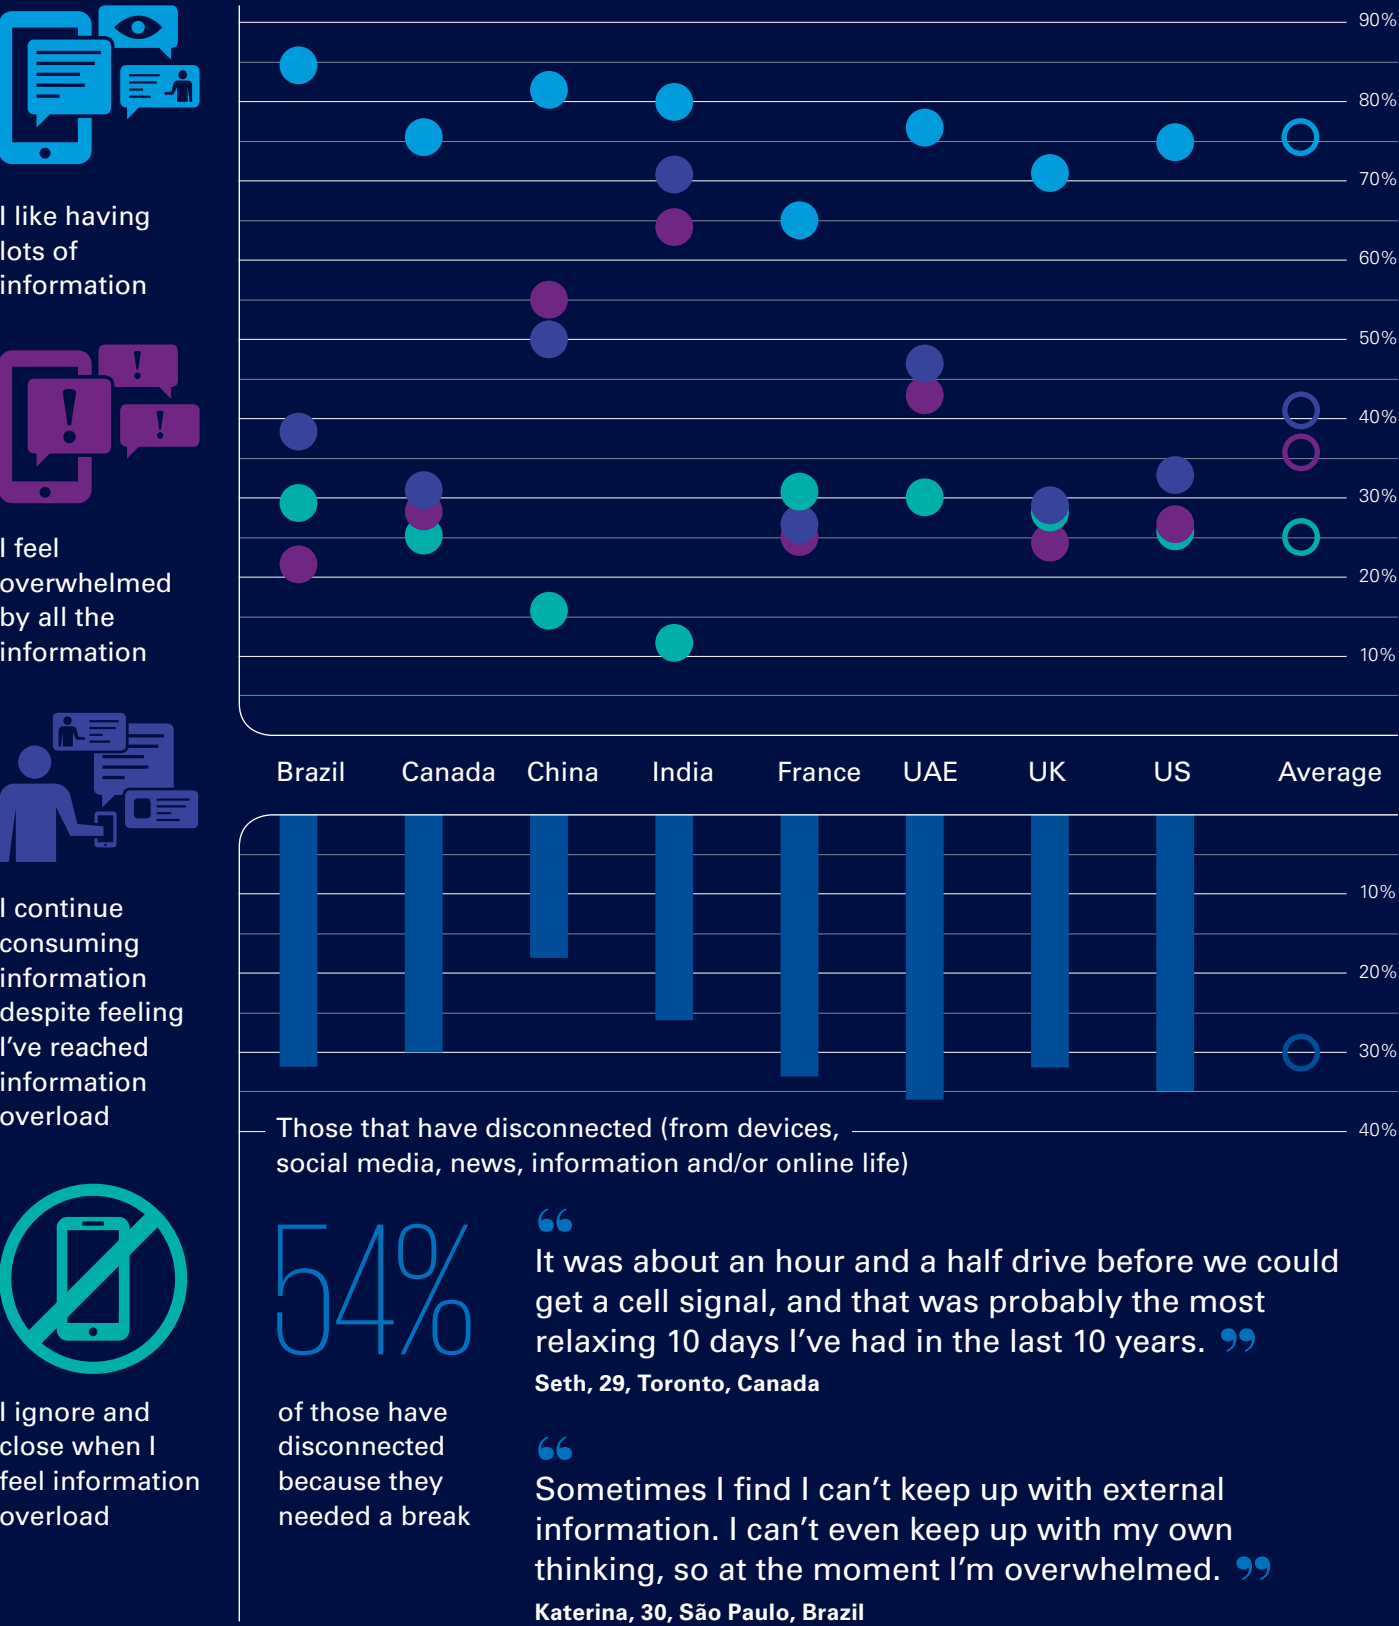 I like having
lots of
information
I feel
overwhelmed
by all the
information
I continue
consuming
information
despite feeling
I've reached
information
overload
I ignore and
close when I
feel information
overload
90%
80%
70%
60%
50%
40%
30%
20%
10%
Brazil Canada China India France UAE UK US Average
10%
20%
30%
40%
Those that have disconnected (from devices,
social media, news, information and/or online life)
54%
of those have
disconnected
because they
needed a break
“
It was about an hour and a half drive before we could
get a cell signal, and that was probably the most
relaxing 10 days I've had in the last 10 years. ”
Seth, 29, Toronto, Canada
“
Sometimes I find I can't keep up with external
information. I can't even keep up with my own
thinking, so at the moment I'm overwhelmed. ”
Katerina, 30, São Paulo, Brazil